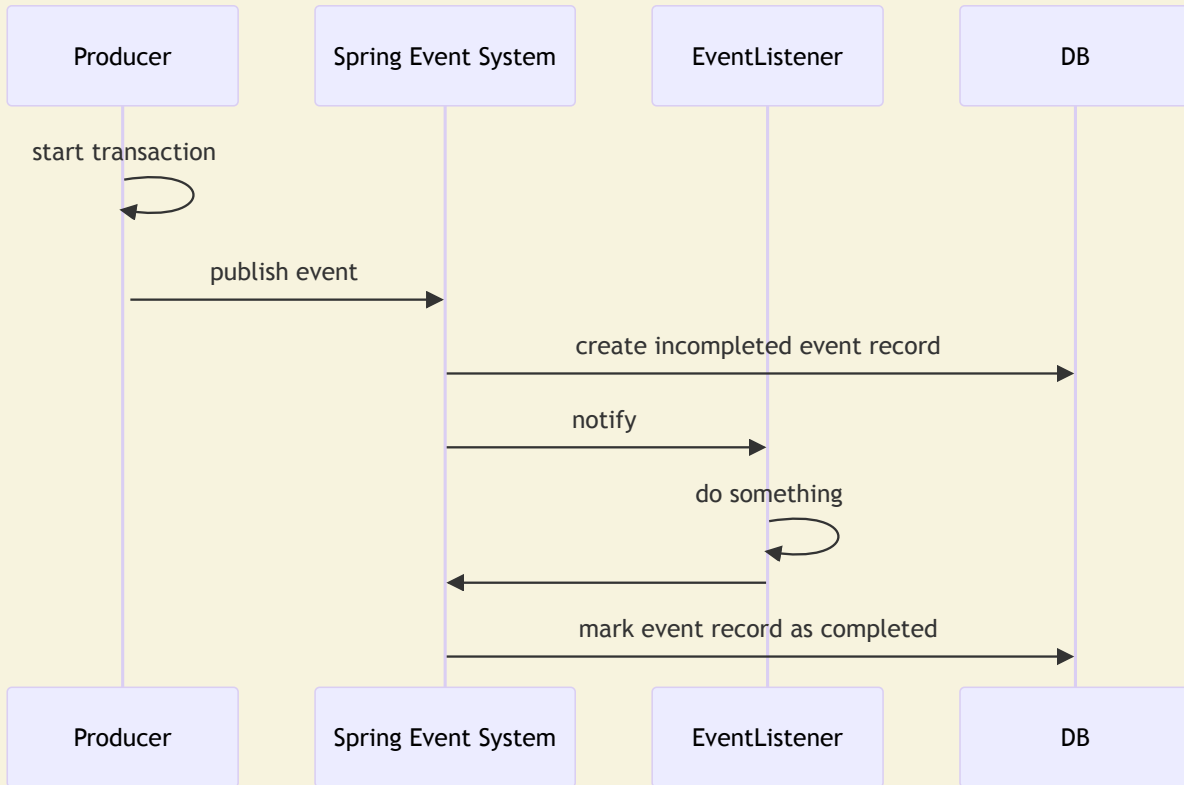 Producer
Spring Event System
EventListener
DB
start transaction
publish event
create incompleted event record
notify
do something
mark event record as completed
Producer
Spring Event System
EventListener
DB